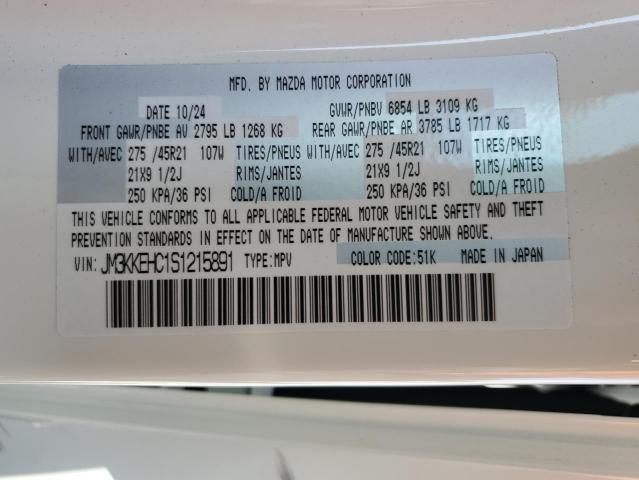 MFD. BY MAZDA MOTOR CORPORATION
DATE 10/24 GVWR/PNBV 6854 LB 3109 KG
FRONT GAWR/PNBE AV 2795 LB 1268 KG REAR GAWR/PNBE AR 3785 LB 1717 KG
WITH/AVEC 275 /45R21 107W TIRES/PNEUS WITH/AVEC 275 /45R21 107W TIRES/PNEUS
21X9 1/2J RIMS/JANTES 21X9 1/2J RIMS/JANTES
250 KPA/36 PSI COLD/A FROID 250 KPA/36 PSI COLD/A FROID
THIS VEHICLE CONFORMS TO ALL APPLICABLE FEDERAL MOTOR VEHICLE SAFETY AND THEFT
PREVENTION STANDARDS IN EFFECT ON THE DATE OF MANUFACTURE SHOWN ABOVE.
VIN: JM3KKEHC1S1215891 TYPE:MPV COLOR CODE:51K MADE IN JAPAN